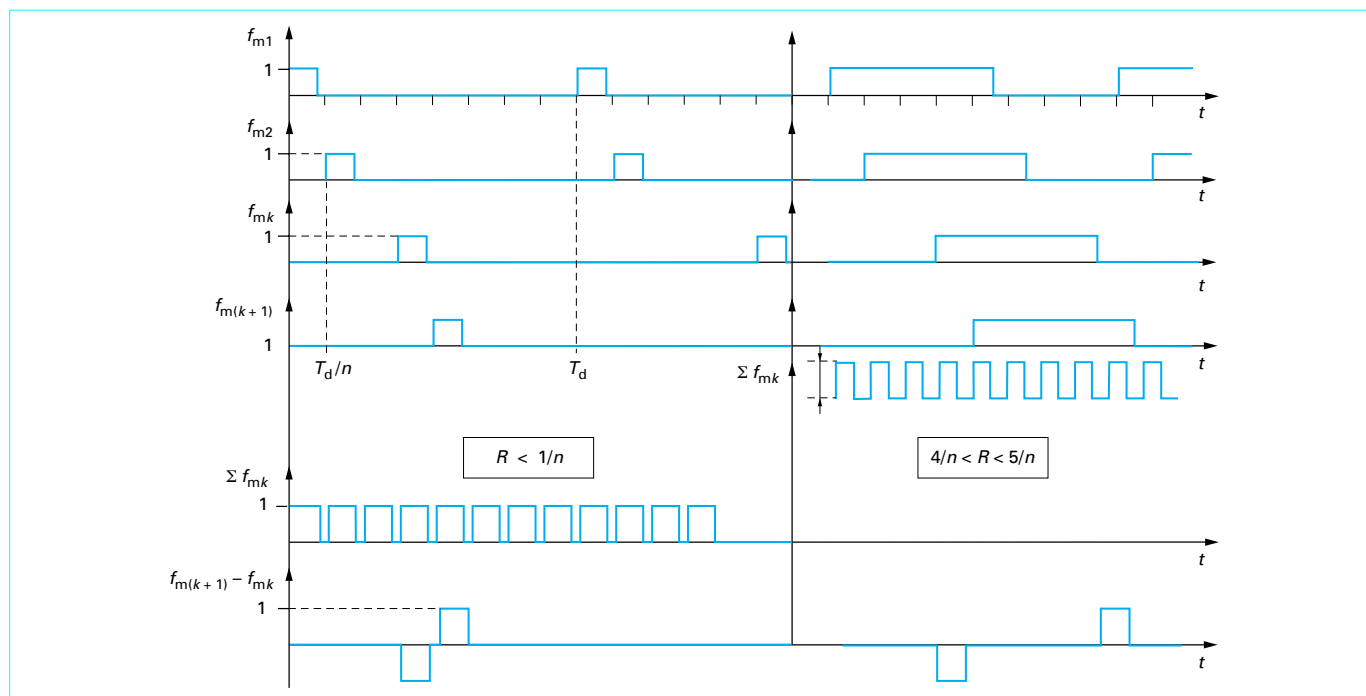 f_m1
1
t
f_m2
1
t
f_mk
1
t
f_m(k+1)
1
T_d/n
T_d
Σ f_mk
t
R < 1/n
4/n < R < 5/n
Σ f_mk
1
t
f_m(k+1) – f_mk
1
t